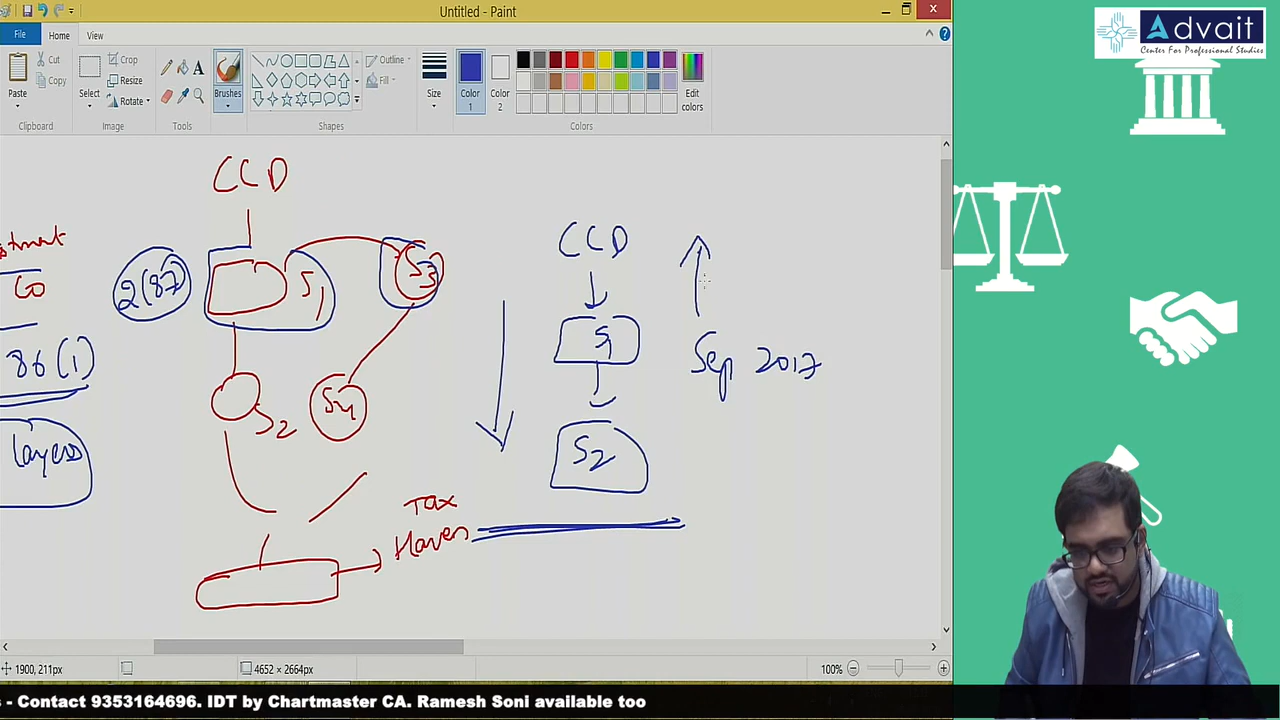 Untitled - Paint
File
Home
View
Paste
Cut
Copy
Clipboard
Select
Crop
Resize
Rotate
Image
Tools
Brushes
Shapes
Outline
Fill
Size
Color 1
Color 2
Edit colors
Colors
Advait
Center For Professional Studies
CCD
stment
Co
86(1)
layers
2(87)
S1
S3
S2
S4
Tax
Haven
CCD
S1
S2
Sep 2017
1900, 211px
4652 × 2664px
100%
s - Contact 9353164696. IDT by Chartmaster CA. Ramesh Soni available too